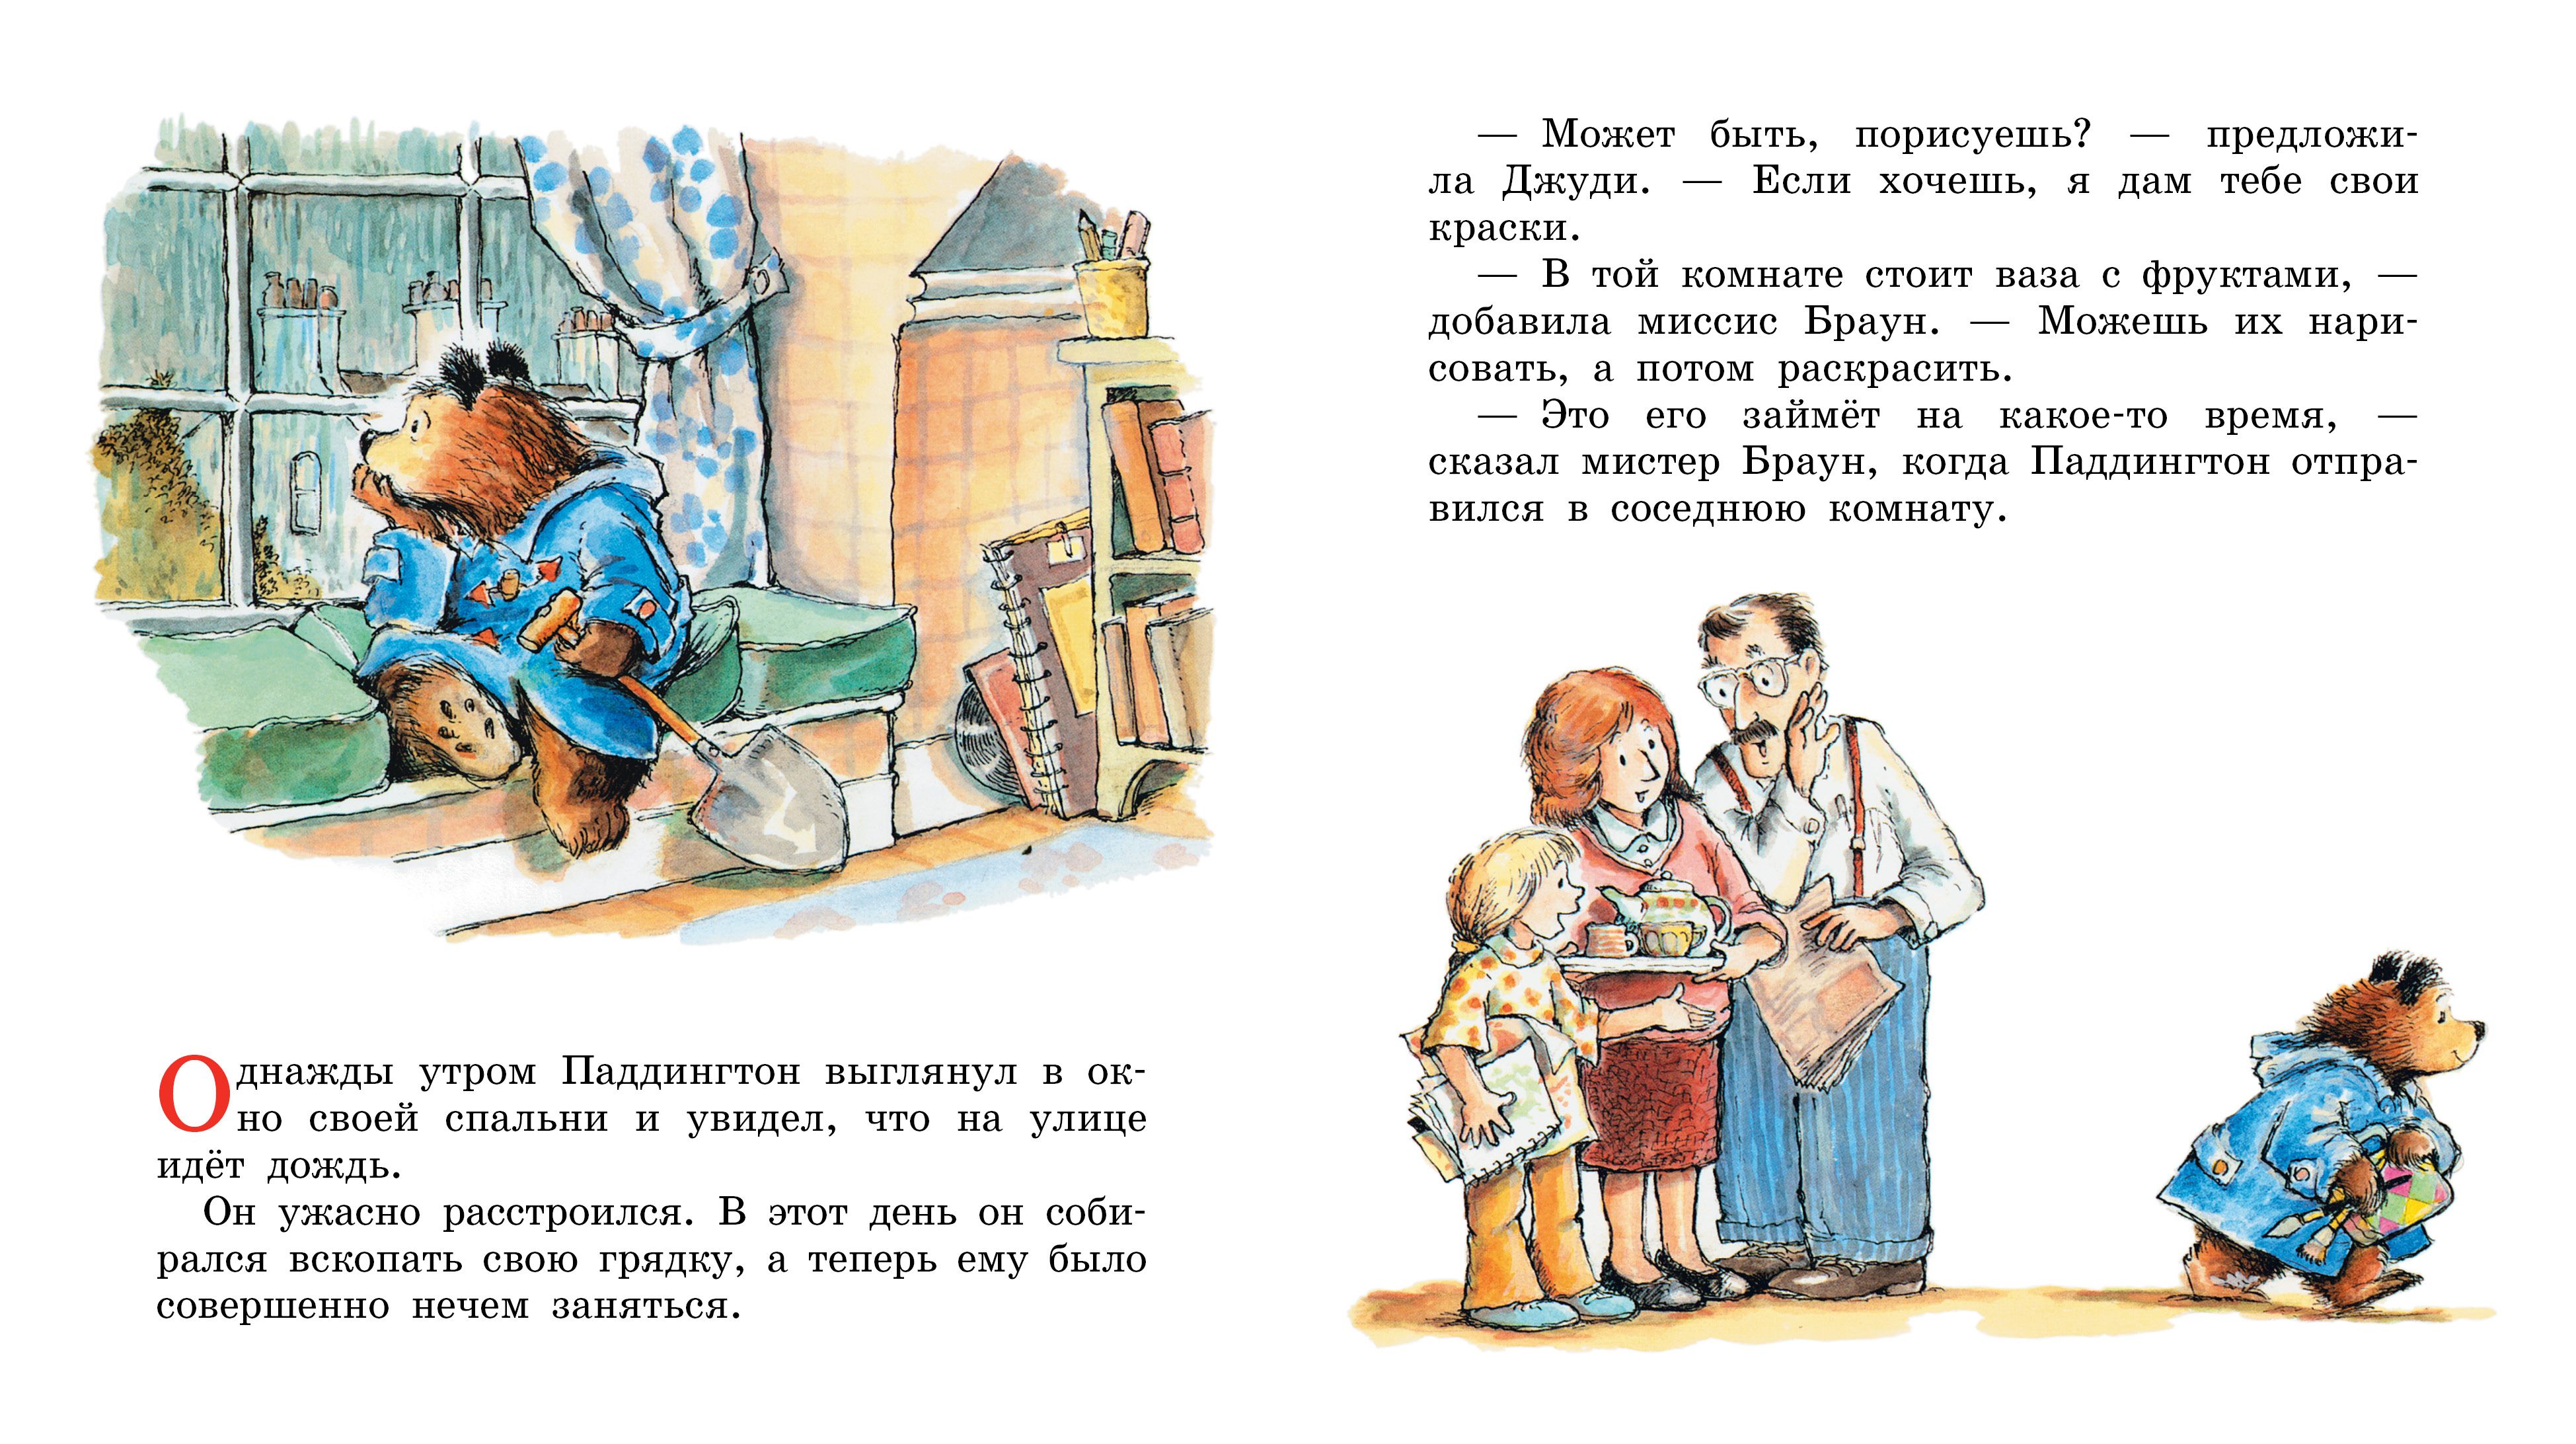 Однажды утром Паддингтон выглянул в ок-
но своей спальни и увидел, что на улице
идёт дождь.
Он ужасно расстроился. В этот день он соби-
рался вскопать свою грядку, а теперь ему было
совершенно нечем заняться.
— Может быть, порисуешь? — предложи-
ла Джуди. — Если хочешь, я дам тебе свои
краски.
— В той комнате стоит ваза с фруктами, —
добавила миссис Браун. — Можешь их нари-
совать, а потом раскрасить.
— Это его займёт на какое-то время, —
сказал мистер Браун, когда Паддингтон отпра-
вился в соседнюю комнату.